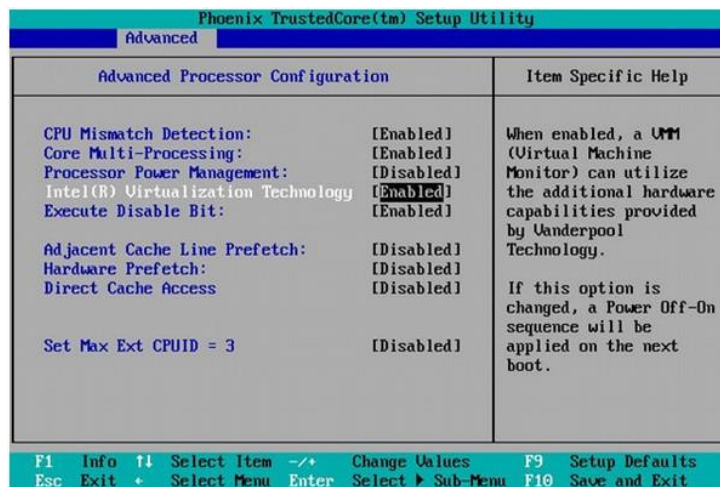 Phoenix TrustedCore(tm) Setup Utility
Advanced
Advanced Processor Configuration
Item Specific Help
CPU Mismatch Detection: [Enabled]
Core Multi-Processing: [Enabled]
Processor Power Management: [Disabled]
Intel(R) Virtualization Technology [Enabled]
Execute Disable Bit: [Enabled]
Adjacent Cache Line Prefetch: [Disabled]
Hardware Prefetch: [Disabled]
Direct Cache Access [Disabled]
Set Max Ext CPUID = 3 [Disabled]
When enabled, a VMM
(Virtual Machine
Monitor) can utilize
the additional hardware
capabilities provided
by Vanderpool
Technology.
If this option is
changed, a Power Off-On
sequence will be
applied on the next
boot.
F1 Info ↑↓ Select Item -/+ Change Values F9 Setup Defaults
Esc Exit ← Select Menu Enter Select ▶ Sub-Menu F10 Save and Exit